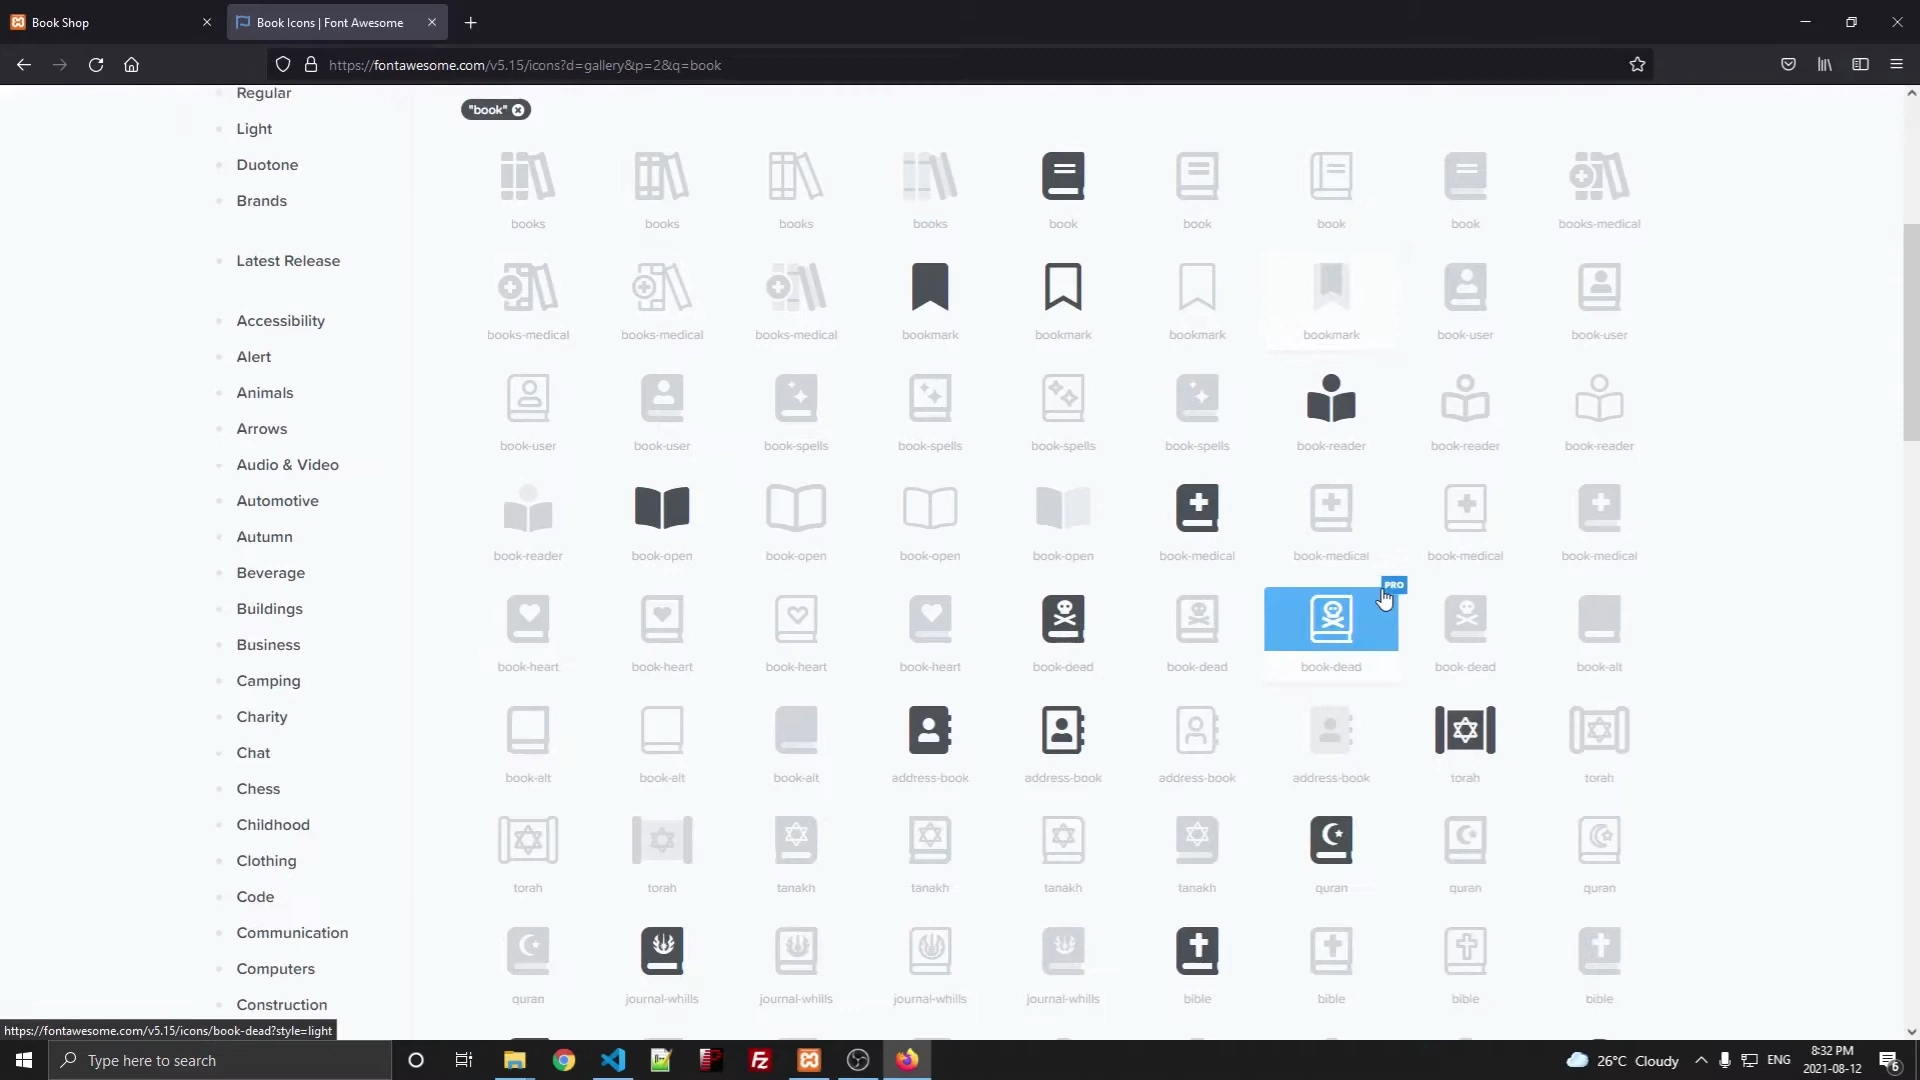 Book Shop
Book Icons | Font Awesome
https://fontawesome.com/v5.15/icons?d=gallery&p=2&q=book
Regular
Light
Duotone
Brands
Latest Release
Accessibility
Alert
Animals
Arrows
Audio & Video
Automotive
Autumn
Beverage
Buildings
Business
Camping
Charity
Chat
Chess
Childhood
Clothing
Code
Communication
Computers
Construction
"book"
books books books books book book book book books-medical
books-medical books-medical books-medical bookmark bookmark bookmark bookmark book-user book-user
book-user book-user book-spells book-spells book-spells book-spells book-reader book-reader book-reader
book-reader book-open book-open book-open book-open book-medical book-medical book-medical book-medical
PRO
book-heart book-heart book-heart book-heart book-dead book-dead book-dead book-dead book-alt
book-alt book-alt book-alt address-book address-book address-book address-book torah torah
torah torah tanakh tanakh tanakh tanakh quran quran quran
quran journal-whills journal-whills journal-whills journal-whills bible bible bible bible
https://fontawesome.com/v5.15/icons/book-dead?style=light
Type here to search
Fz
26°C Cloudy
ENG
8:32 PM
2021-08-12
6